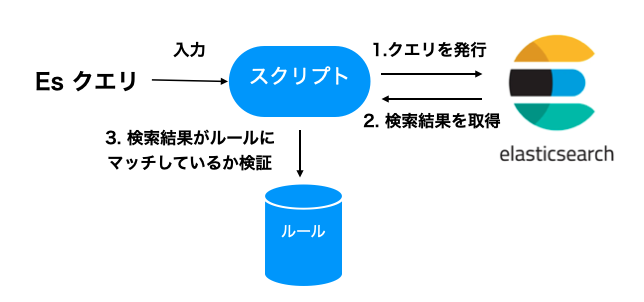 入力
1.クエリを発行
Es クエリ
スクリプト
2. 検索結果を取得
3. 検索結果がルールに
マッチしているか検証
elasticsearch
ルール